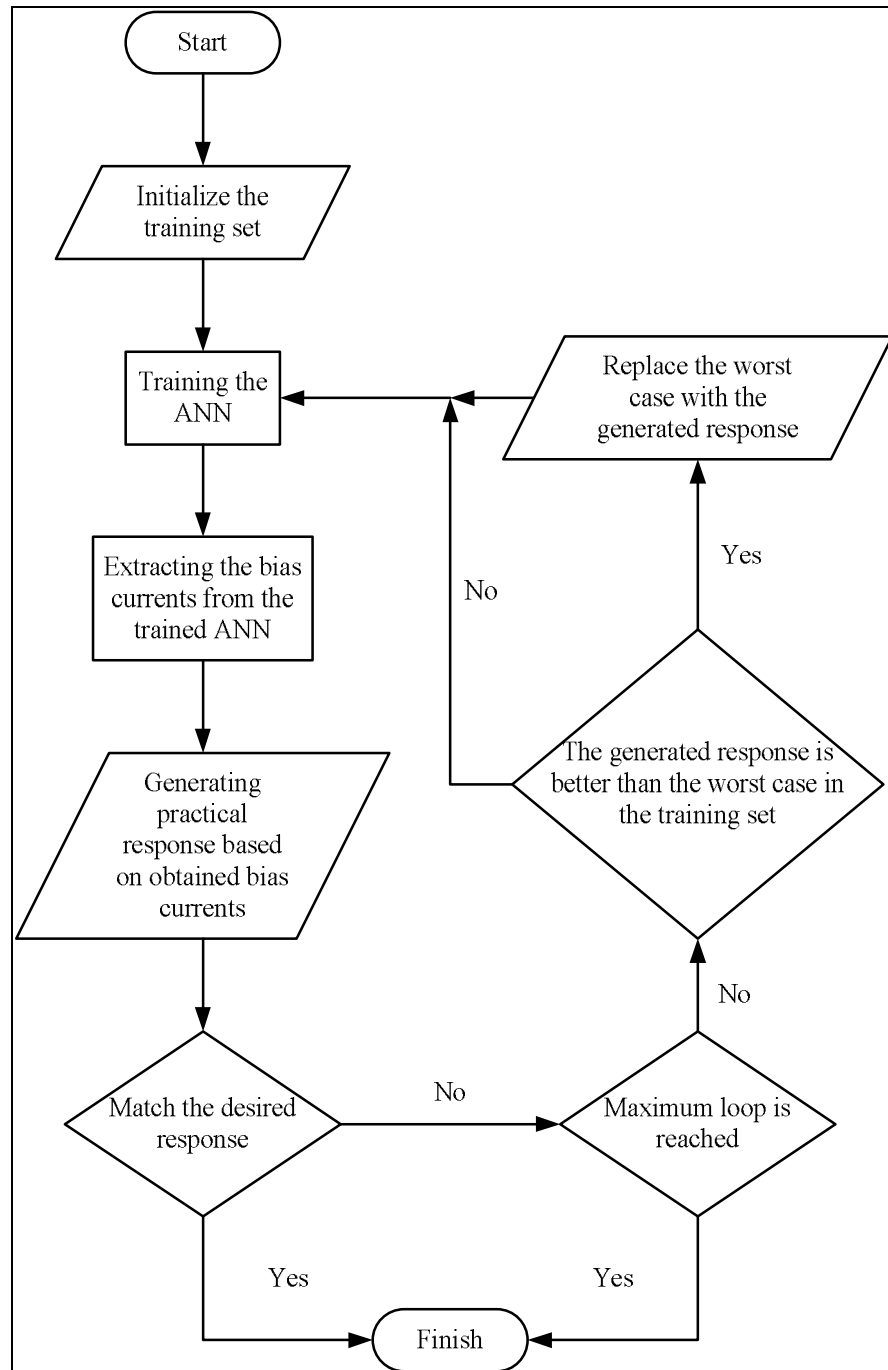 Start
Initialize the
training set
Training the
ANN
Extracting the bias
currents from the
trained ANN
Generating
practical
response based
on obtained bias
currents
Match the desired
response
No
Yes
Maximum loop is
reached
Yes
No
The generated response is
better than the worst case in
the training set
No
Yes
Replace the worst
case with the
generated response
Finish